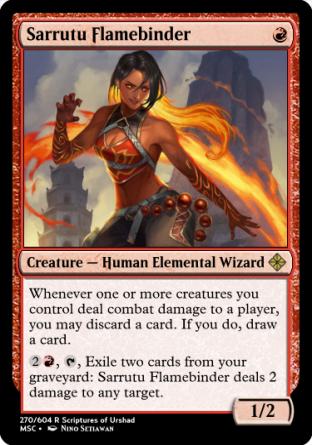 Sarrutu Flamebinder
Creature — Human Elemental Wizard
Whenever one or more creatures you
control deal combat damage to a player,
you may discard a card. If you do, draw
a card.
2, Exile two cards from your
graveyard: Sarrutu Flamebinder deals 2
damage to any target.
270/604 R Scriptures of Urshad
MSC • Nino Setiawan
1/2